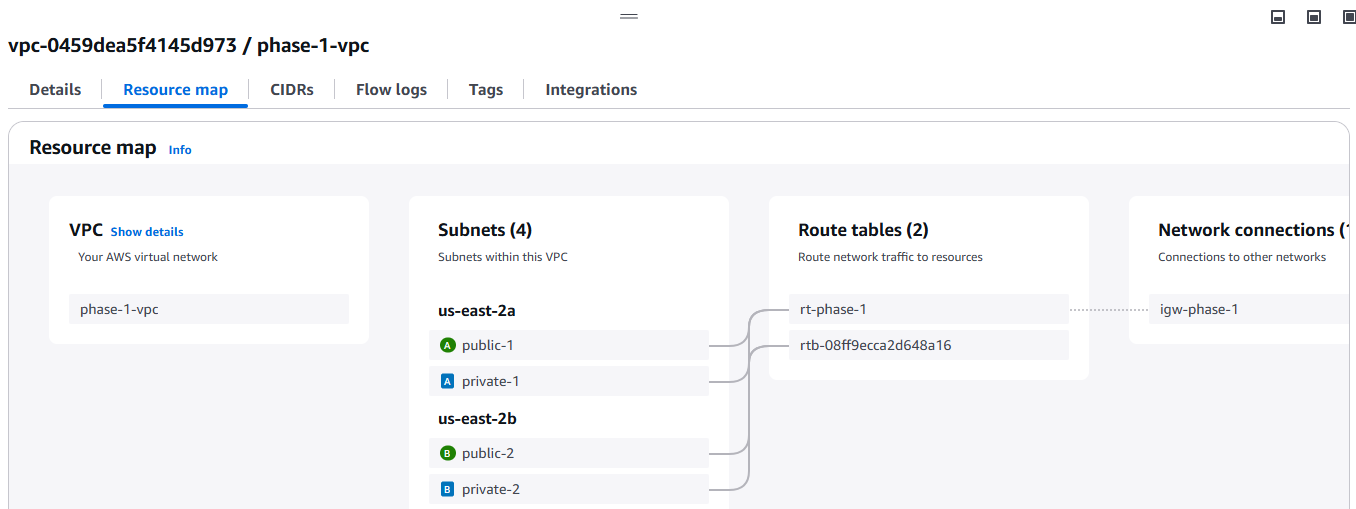 vpc-0459dea5f4145d973 / phase-1-vpc
Details Resource map CIDRs Flow logs Tags Integrations
Resource map Info
VPC Show details
Your AWS virtual network
phase-1-vpc
Subnets (4)
Subnets within this VPC
us-east-2a
A public-1
A private-1
us-east-2b
B public-2
B private-2
Route tables (2)
Route network traffic to resources
rt-phase-1
rtb-08ff9ecca2d648a16
Network connections (
Connections to other networks
igw-phase-1